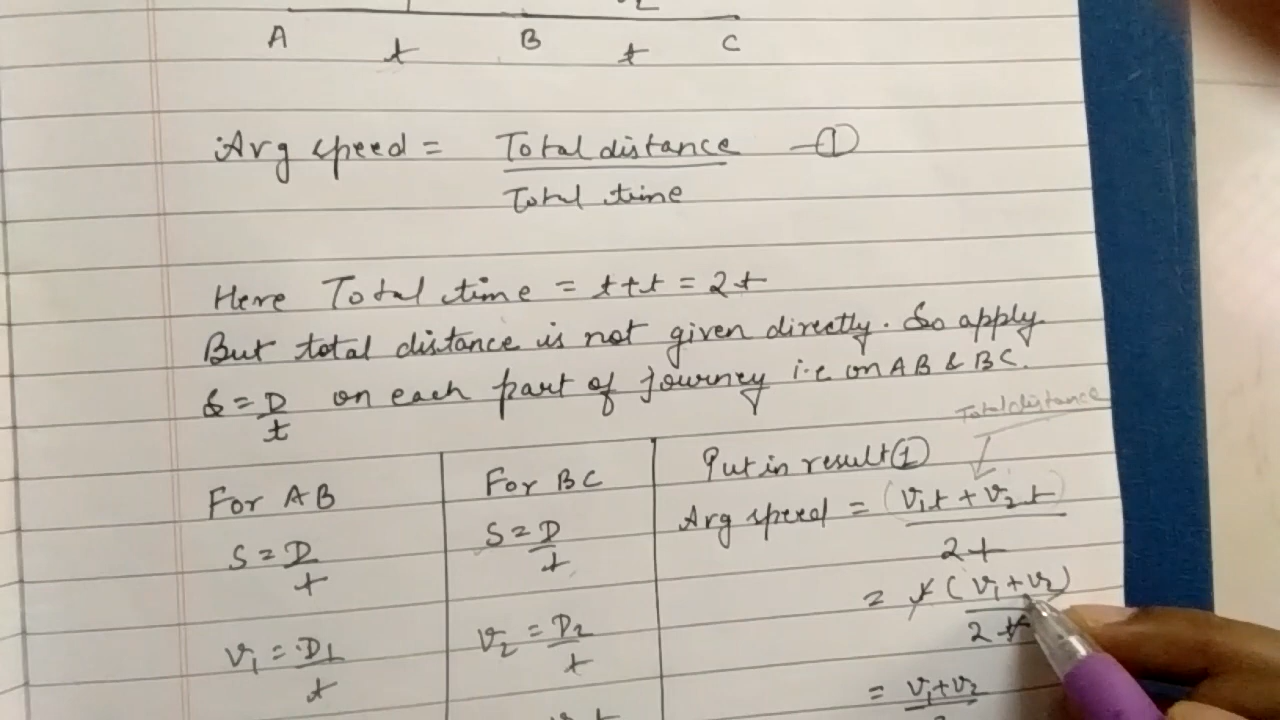 A t B t C
Avg speed = Total distance —①
Total time
Here Total time = t+t = 2t
But total distance is not given directly. So apply
S = D on each part of journey i.e on AB & BC.
t
For AB
S = D
t
v₁ = D₁
t
For BC
S = D
t
v₂ = D₂
t
Total distance
Put in result ①
Avg speed = (v₁t + v₂t)
2t
= t (v₁+v₂)
2t
= v₁+v₂